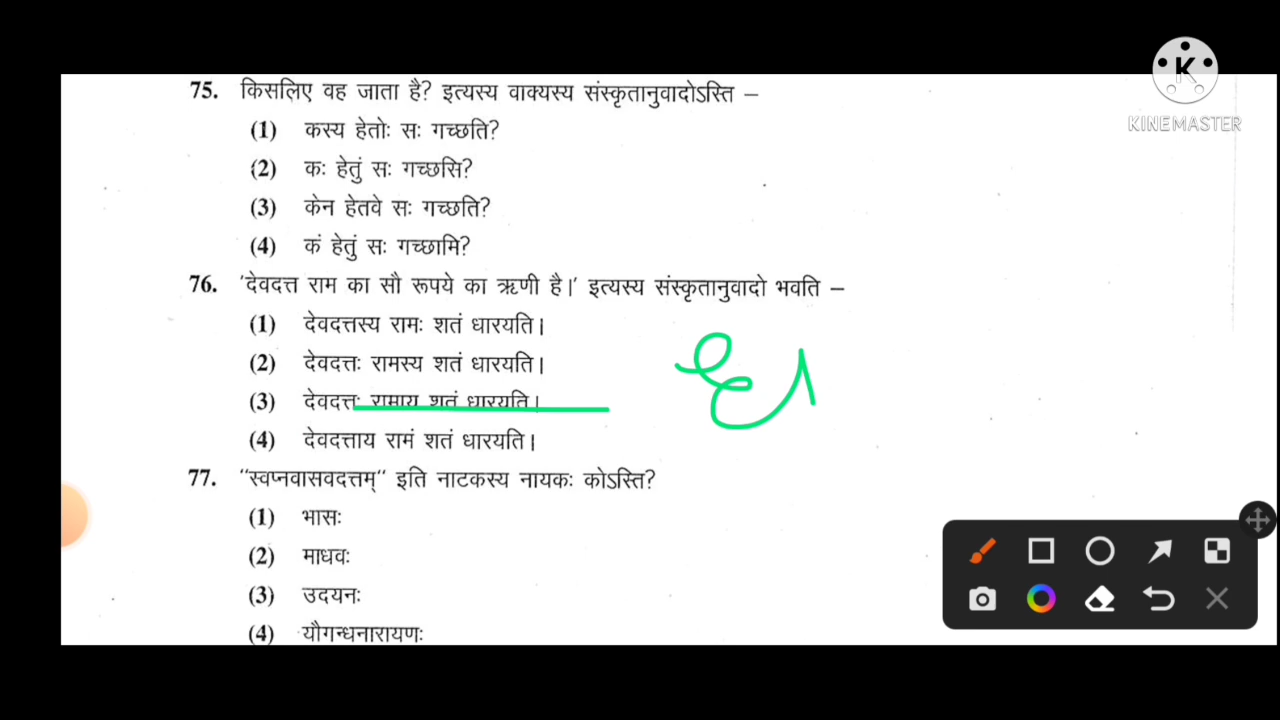 75. किसलिए वह जाता है? इत्यस्य वाक्यस्य संस्कृतानुवादोऽस्ति –
(1) कस्य हेतोः सः गच्छति?
(2) कः हेतुं सः गच्छसि?
(3) केन हेतवे सः गच्छति?
(4) कं हेतुं सः गच्छामि?
76. 'देवदत्त राम का सौ रूपये का ऋणी है।' इत्यस्य संस्कृतानुवादो भवति –
(1) देवदत्तस्य रामः शतं धारयति।
(2) देवदत्तः रामस्य शतं धारयति।
(3) देवदत्तः रामाय शतं धारयति।
(4) देवदत्ताय रामं शतं धारयति।
77. "स्वप्नवासवदत्तम्" इति नाटकस्य नायकः कोऽस्ति?
(1) भासः
(2) माधवः
(3) उदयनः
(4) यौगन्धनारायणः
K
KINEMASTER